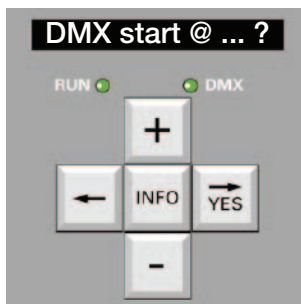 DMX start @ ... ?
RUN DMX
+
← INFO → YES
-